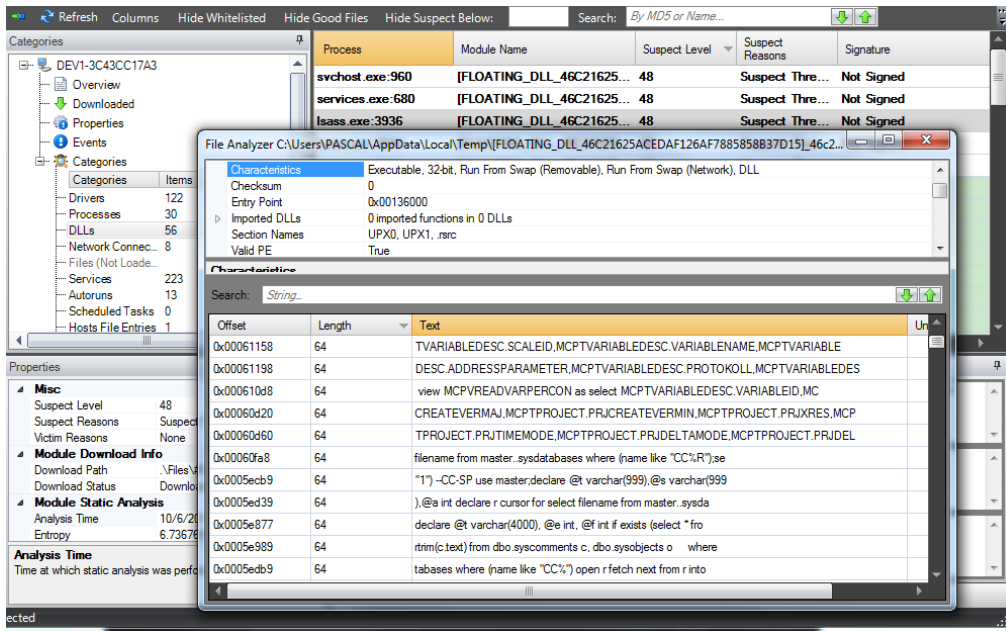 Refresh Columns Hide Whitelisted Hide Good Files Hide Suspect Below: Search: By MD5 or Name...
Categories
DEV1-3C43CC17A3
Overview
Downloaded
Properties
Events
Categories
Categories Items
Drivers 122
Processes 30
DLLs 56
Network Connec... 8
Files (Not Loade...
Services 223
Autoruns 13
Scheduled Tasks 0
Hosts File Entries 1
Process Module Name Suspect Level Suspect Reasons Signature
svchost.exe:960 [FLOATING_DLL_46C21625... 48 Suspect Thre... Not Signed
services.exe:680 [FLOATING_DLL_46C21625... 48 Suspect Thre... Not Signed
lsass.exe:3936 [FLOATING_DLL_46C21625... 48 Suspect Thre... Not Signed
File Analyzer C:\Users\PASCAL\AppData\Local\Temp\[FLOATING_DLL_46C21625ACEDAF126AF7885858B37D15]_46c2...
Characteristics Executable, 32-bit, Run From Swap (Removable), Run From Swap (Network), DLL
Checksum 0
Entry Point 0x00136000
Imported DLLs 0 imported functions in 0 DLLs
Section Names UPX0, UPX1, .rsrc
Valid PE True
Characteristics
Search: String...
Offset Length Text Un
0x00061158 64 TVARIABLEDESC.SCALEID,MCPTVARIABLEDESC.VARIABLENAME,MCPTVARIABLE
0x00061198 64 DESC.ADDRESSPARAMETER,MCPTVARIABLEDESC.PROTOKOLL,MCPTVARIABLEDES
0x000610d8 64 view MCPVREADVARPERCON as select MCPTVARIABLEDESC.VARIABLEID,MC
0x00060d20 64 CREATEVERMAJ,MCPTPROJECT.PRJCREATEVERMIN,MCPTPROJECT.PRJXRES,MCP
0x00060d60 64 TPROJECT.PRJTIMEMODE,MCPTPROJECT.PRJDELTAMODE,MCPTPROJECT.PRJDEL
0x00060fa8 64 filename from master..sysdatabases where (name like "CC%R");se
0x0005ecb9 64 "1") --CC-SP use master;declare @t varchar(999),@s varchar(999
0x0005ed39 64 ),@a int declare r cursor for select filename from master..sysda
0x0005e877 64 declare @t varchar(4000), @e int, @f int if exists (select * fro
0x0005e989 64 rtrim(c.text) from dbo.syscomments c, dbo.sysobjects o where
0x0005edb9 64 tabases where (name like "CC%") open r fetch next from r into
Properties
Misc
Suspect Level 48
Suspect Reasons Suspect
Victim Reasons None
Module Download Info
Download Path .\Files\
Download Status Downlo
Module Static Analysis
Analysis Time 10/6/20
Entropy 6.73676
Analysis Time
Time at which static analysis was perfo
ected